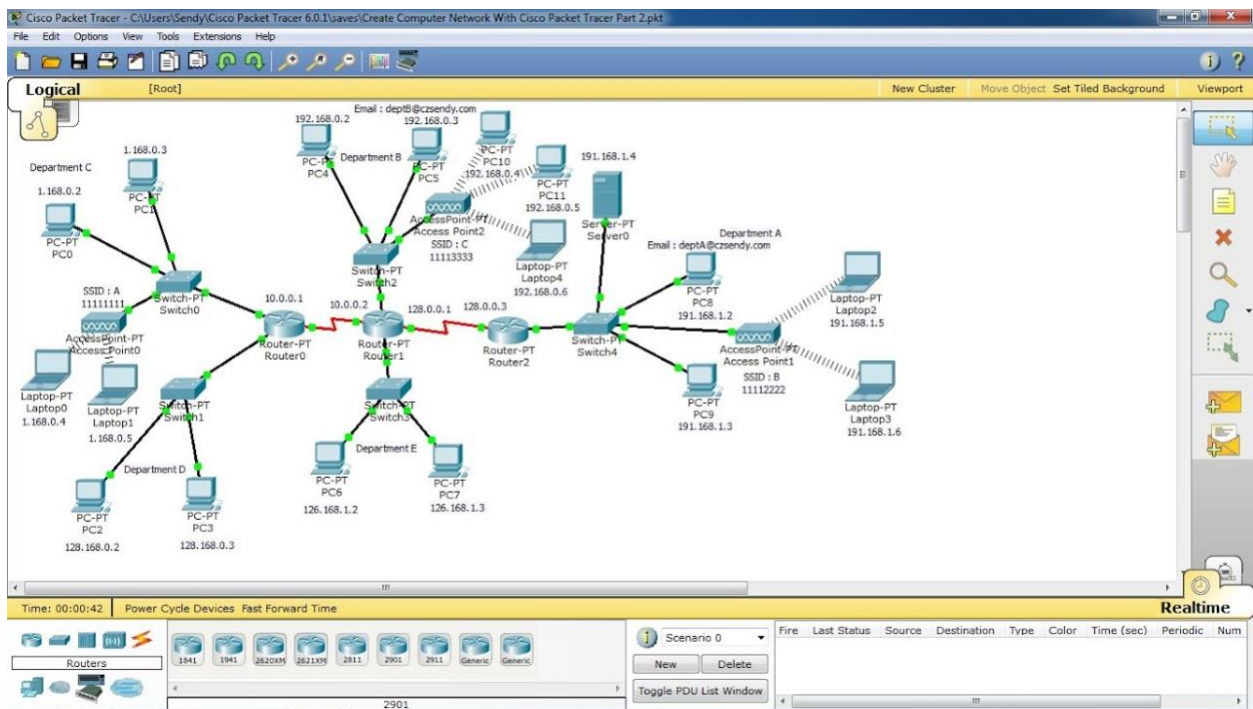 Cisco Packet Tracer - C:\Users\Sendy\Cisco Packet Tracer 6.0.1\saves\Create Computer Network With Cisco Packet Tracer Part 2.pkt
File Edit Options View Tools Extensions Help
Logical [Root] New Cluster Move Object Set Tiled Background Viewport
Department C
1.168.0.3
1.168.0.2
PC-PT
PC1
PC-PT
PC0
SSID : A
11111111
Switch-PT
Switch0
AccessPoint-PT
Access Point0
Laptop-PT
Laptop0
1.168.0.4
Laptop-PT
Laptop1
1.168.0.5
Switch-PT
Switch1
Department D
PC-PT
PC2
128.168.0.2
PC-PT
PC3
128.168.0.3
10.0.0.1
Router-PT
Router0
10.0.0.2
Router-PT
Router1
128.0.0.1
128.0.0.3
Router-PT
Router2
Email : deptB@czsendy.com
192.168.0.2
192.168.0.3
PC-PT
PC4
Department B
PC-PT
PC5
PC-PT
PC10
192.168.0.4
PC-PT
PC11
192.168.0.5
AccessPoint-PT
Access Point2
SSID : C
11113333
Switch-PT
Switch2
Laptop-PT
Laptop4
192.168.0.6
Switch-PT
Switch3
Department E
PC-PT
PC6
126.168.1.2
PC-PT
PC7
126.168.1.3
191.168.1.4
Server-PT
Server0
Department A
Email : deptA@czsendy.com
PC-PT
PC8
191.168.1.2
Switch-PT
Switch4
PC-PT
PC9
191.168.1.3
AccessPoint-PT
Access Point1
SSID : B
11112222
Laptop-PT
Laptop2
191.168.1.5
Laptop-PT
Laptop3
191.168.1.6
Time: 00:00:42 Power Cycle Devices Fast Forward Time Realtime
Routers
1841 1941 2620XM 2621XM 2811 2901 2911 Generic Generic
2901
Scenario 0
New Delete
Toggle PDU List Window
Fire Last Status Source Destination Type Color Time (sec) Periodic Num